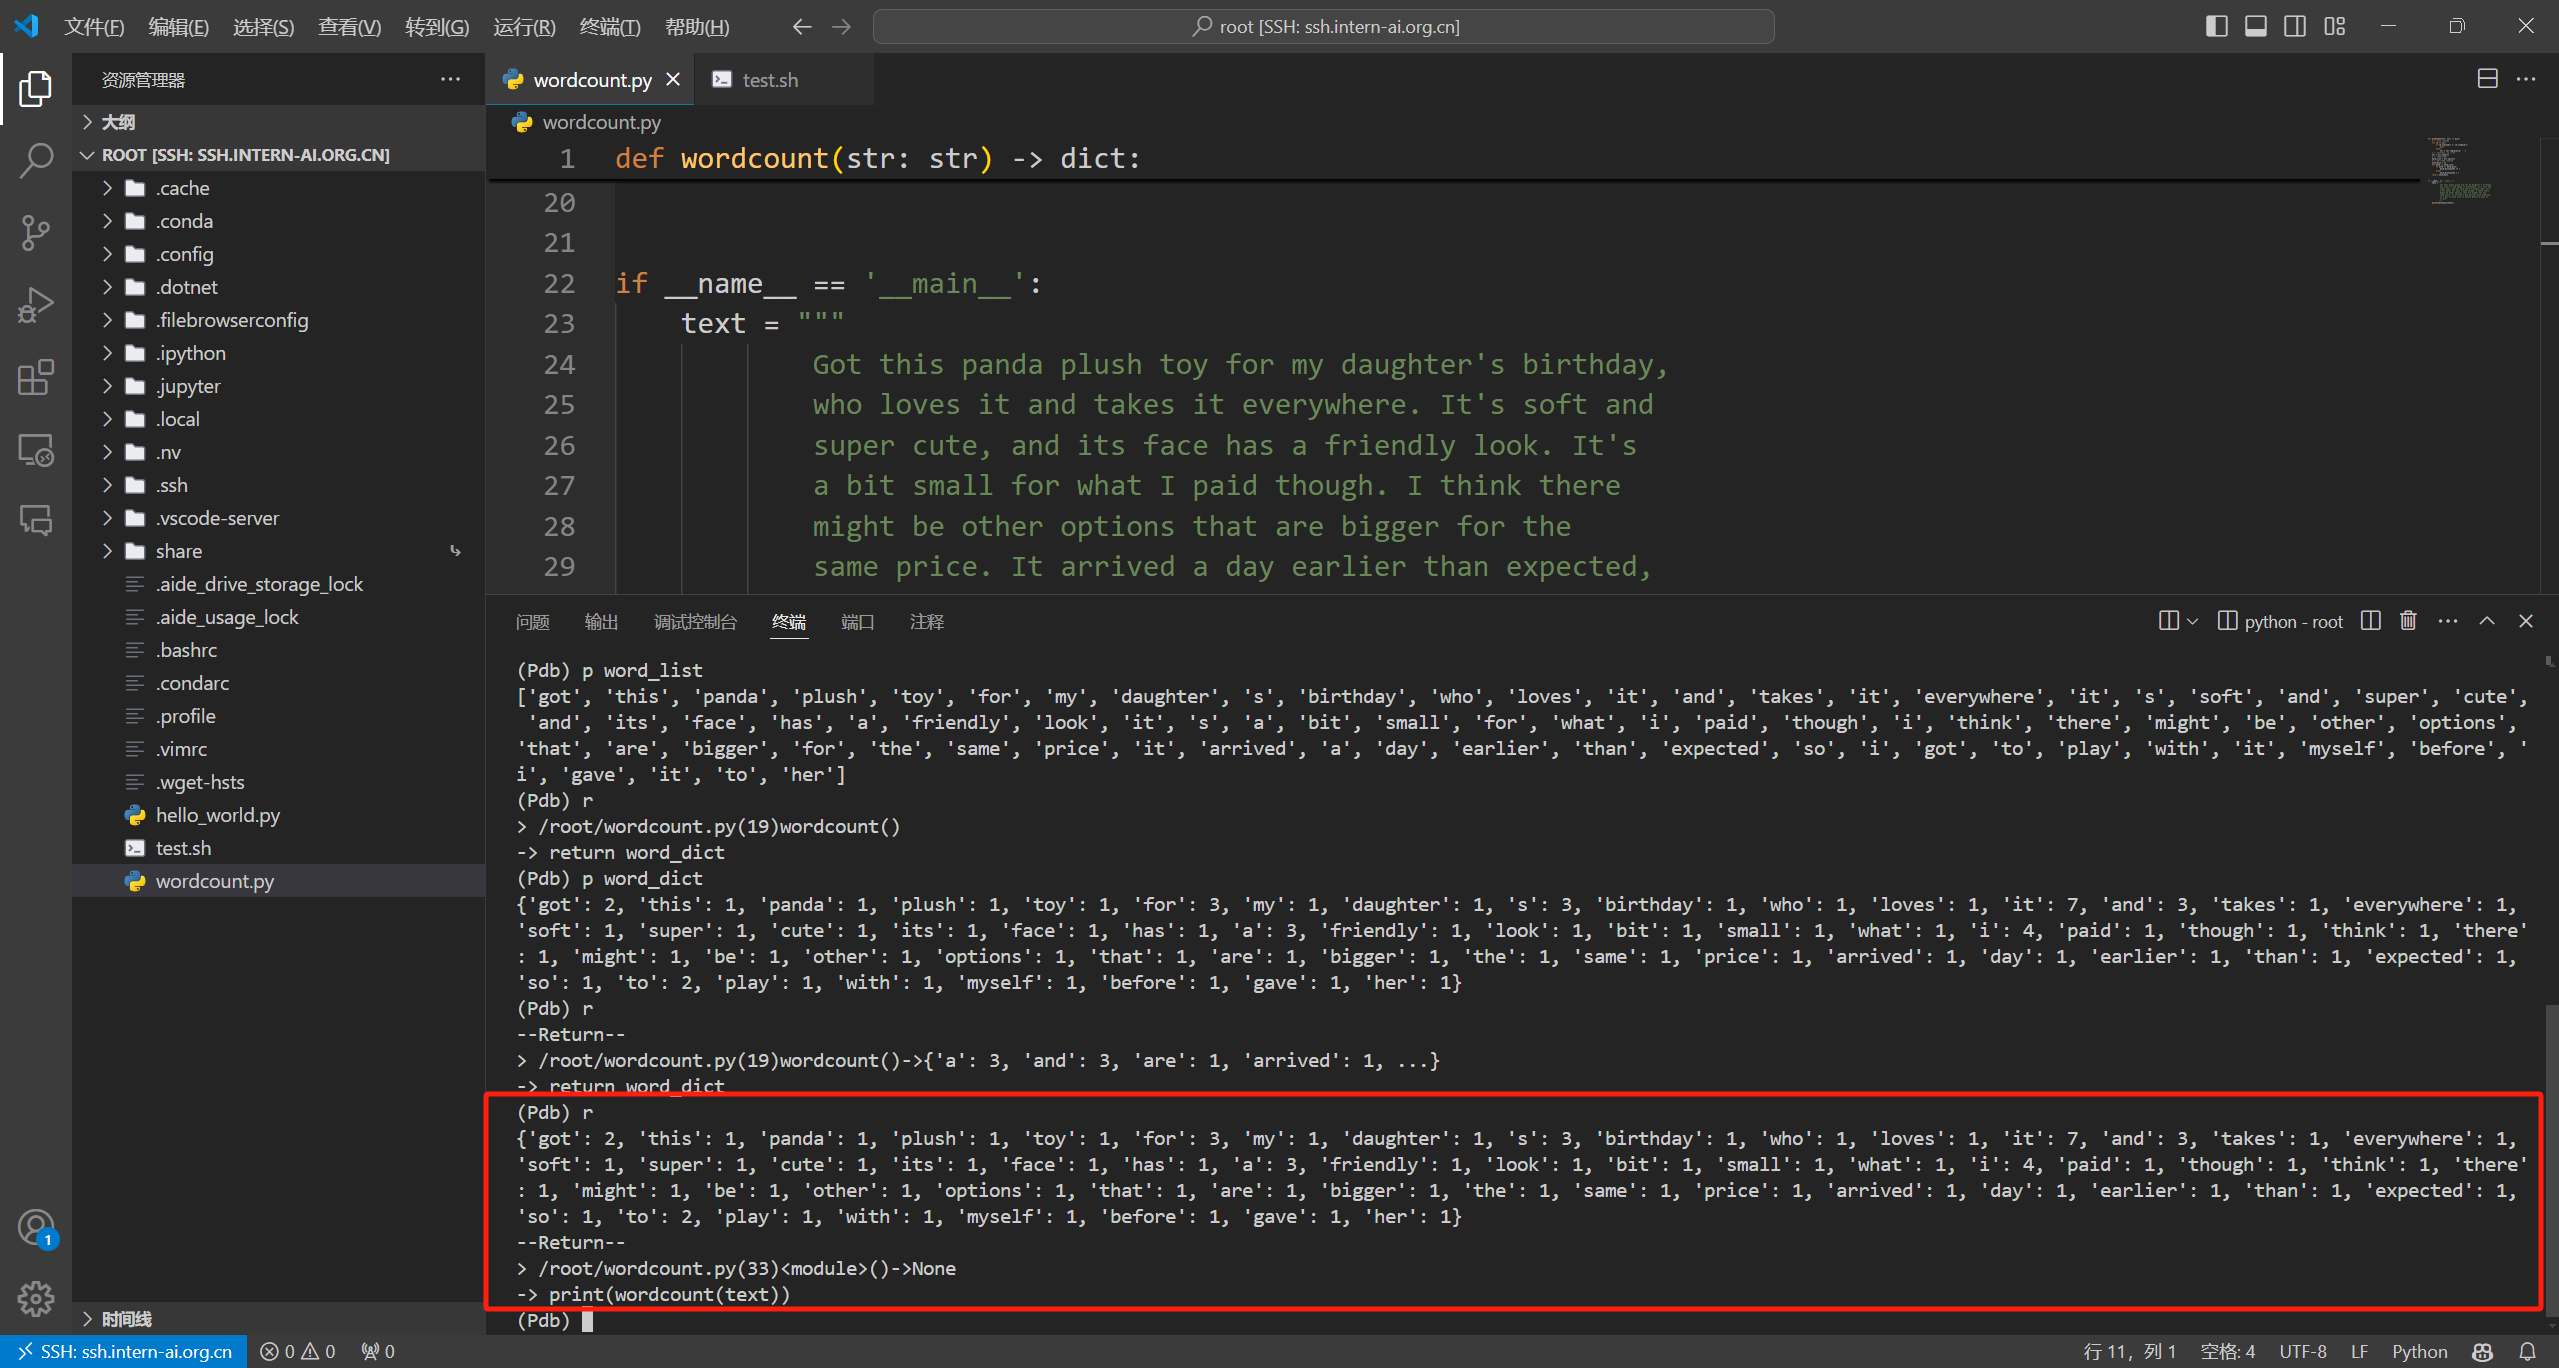 文件(F) 编辑(E) 选择(S) 查看(V) 转到(G) 运行(R) 终端(T) 帮助(H)
root [SSH: ssh.intern-ai.org.cn]
资源管理器
大纲
ROOT [SSH: SSH.INTERN-AI.ORG.CN]
.cache
.conda
.config
.dotnet
.filebrowserconfig
.ipython
.jupyter
.local
.nv
.ssh
.vscode-server
share
.aide_drive_storage_lock
.aide_usage_lock
.bashrc
.condarc
.profile
.vimrc
.wget-hsts
hello_world.py
test.sh
wordcount.py
时间线
wordcount.py test.sh
wordcount.py
1 def wordcount(str: str) -> dict:
20
21
22 if __name__ == '__main__':
23 text = """
24 Got this panda plush toy for my daughter's birthday,
25 who loves it and takes it everywhere. It's soft and
26 super cute, and its face has a friendly look. It's
27 a bit small for what I paid though. I think there
28 might be other options that are bigger for the
29 same price. It arrived a day earlier than expected,
问题 输出 调试控制台 终端 端口 注释
python - root
(Pdb) p word_list
['got', 'this', 'panda', 'plush', 'toy', 'for', 'my', 'daughter', 's', 'birthday', 'who', 'loves', 'it', 'and', 'takes', 'it', 'everywhere', 'it', 's', 'soft', 'and', 'super', 'cute',
'and', 'its', 'face', 'has', 'a', 'friendly', 'look', 'it', 's', 'a', 'bit', 'small', 'for', 'what', 'i', 'paid', 'though', 'i', 'think', 'there', 'might', 'be', 'other', 'options',
'that', 'are', 'bigger', 'for', 'the', 'same', 'price', 'it', 'arrived', 'a', 'day', 'earlier', 'than', 'expected', 'so', 'i', 'got', 'to', 'play', 'with', 'it', 'myself', 'before', '
i', 'gave', 'it', 'to', 'her']
(Pdb) r
> /root/wordcount.py(19)wordcount()
-> return word_dict
(Pdb) p word_dict
{'got': 2, 'this': 1, 'panda': 1, 'plush': 1, 'toy': 1, 'for': 3, 'my': 1, 'daughter': 1, 's': 3, 'birthday': 1, 'who': 1, 'loves': 1, 'it': 7, 'and': 3, 'takes': 1, 'everywhere': 1,
'soft': 1, 'super': 1, 'cute': 1, 'its': 1, 'face': 1, 'has': 1, 'a': 3, 'friendly': 1, 'look': 1, 'bit': 1, 'small': 1, 'what': 1, 'i': 4, 'paid': 1, 'though': 1, 'think': 1, 'there'
: 1, 'might': 1, 'be': 1, 'other': 1, 'options': 1, 'that': 1, 'are': 1, 'bigger': 1, 'the': 1, 'same': 1, 'price': 1, 'arrived': 1, 'day': 1, 'earlier': 1, 'than': 1, 'expected': 1,
'so': 1, 'to': 2, 'play': 1, 'with': 1, 'myself': 1, 'before': 1, 'gave': 1, 'her': 1}
(Pdb) r
--Return--
> /root/wordcount.py(19)wordcount()->{'a': 3, 'and': 3, 'are': 1, 'arrived': 1, ...}
-> return word_dict
(Pdb) r
{'got': 2, 'this': 1, 'panda': 1, 'plush': 1, 'toy': 1, 'for': 3, 'my': 1, 'daughter': 1, 's': 3, 'birthday': 1, 'who': 1, 'loves': 1, 'it': 7, 'and': 3, 'takes': 1, 'everywhere': 1,
'soft': 1, 'super': 1, 'cute': 1, 'its': 1, 'face': 1, 'has': 1, 'a': 3, 'friendly': 1, 'look': 1, 'bit': 1, 'small': 1, 'what': 1, 'i': 4, 'paid': 1, 'though': 1, 'think': 1, 'there'
: 1, 'might': 1, 'be': 1, 'other': 1, 'options': 1, 'that': 1, 'are': 1, 'bigger': 1, 'the': 1, 'same': 1, 'price': 1, 'arrived': 1, 'day': 1, 'earlier': 1, 'than': 1, 'expected': 1,
'so': 1, 'to': 2, 'play': 1, 'with': 1, 'myself': 1, 'before': 1, 'gave': 1, 'her': 1}
--Return--
> /root/wordcount.py(33)<module>()->None
-> print(wordcount(text))
(Pdb)
1
SSH: ssh.intern-ai.org.cn 0 0 0 行 11，列 1 空格: 4 UTF-8 LF Python